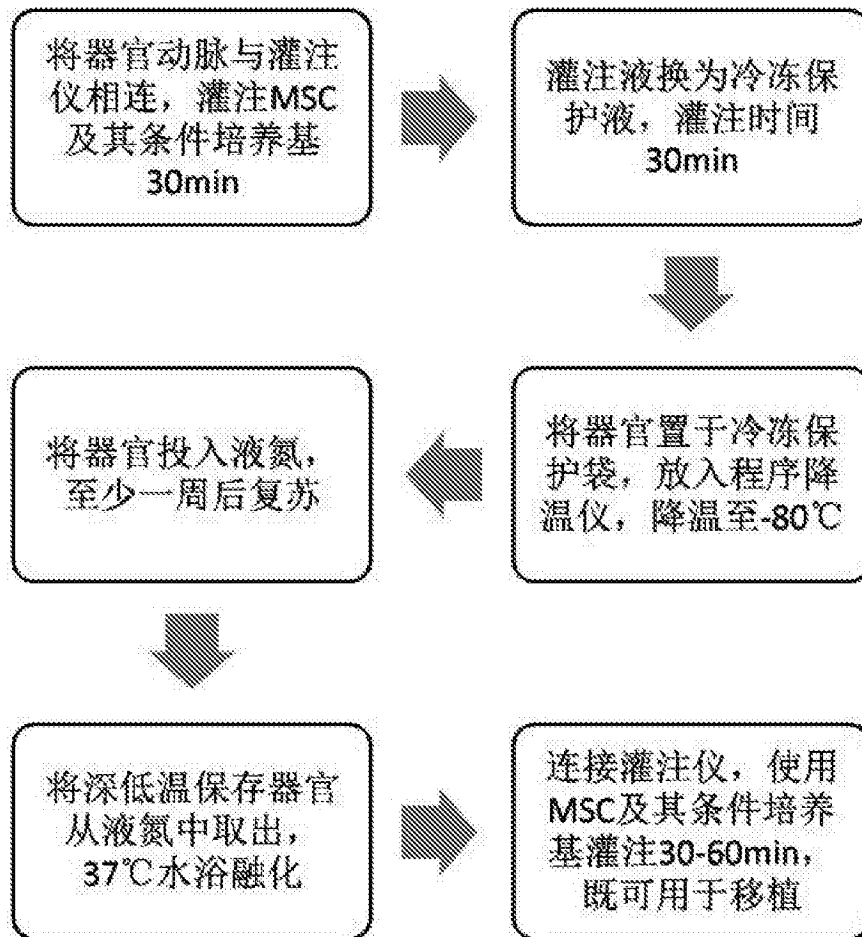 将器官动脉与灌注
仪相连，灌注MSC
及其条件培养基
30min
灌注液换为冷冻保
护液，灌注时间
30min
将器官置于冷冻保
护袋，放入程序降
温仪，降温至-80℃
将器官投入液氮，
至少一周后复苏
将深低温保存器官
从液氮中取出，
37℃水浴融化
连接灌注仪，使用
MSC及其条件培养
基灌注30-60min，
既可用于移植